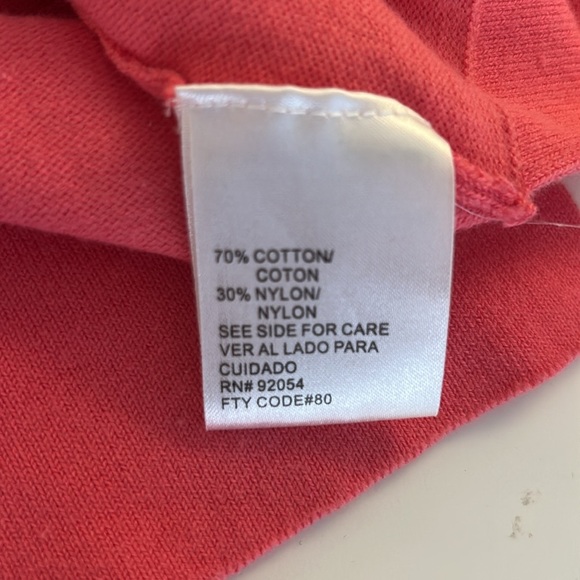 70% COTTON/
COTON
30% NYLON/
NYLON
SEE SIDE FOR CARE
VER AL LADO PARA
CUIDADO
RN# 92054
FTY CODE#80